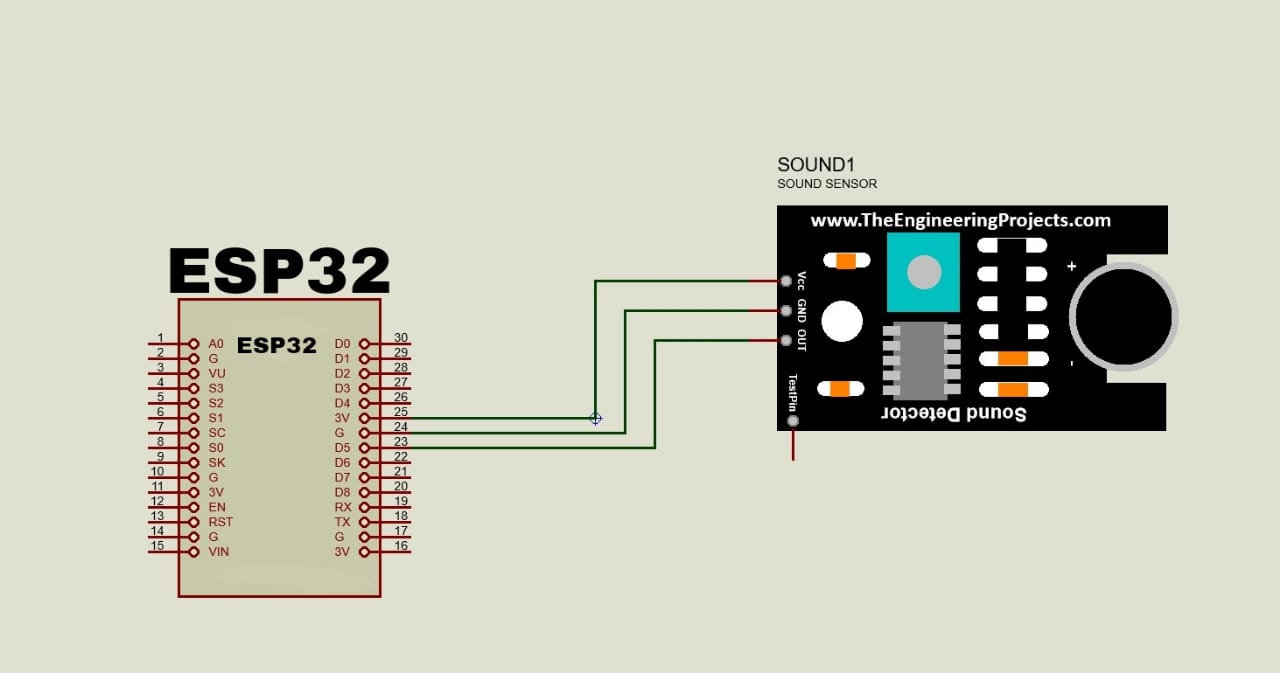 SOUND1
SOUND SENSOR
www.TheEngineeringProjects.com
+
Vcc
GND
OUT
-
TestPin
Sound Detector
ESP32
ESP32
1 A0 D0 30
2 G D1 29
3 VU D2 28
4 S3 D3 27
5 S2 D4 26
6 S1 3V 25
7 SC G 24
8 S0 D5 23
9 SK D6 22
10 G D7 21
11 3V D8 20
12 EN RX 19
13 RST TX 18
14 G G 17
15 VIN 3V 16